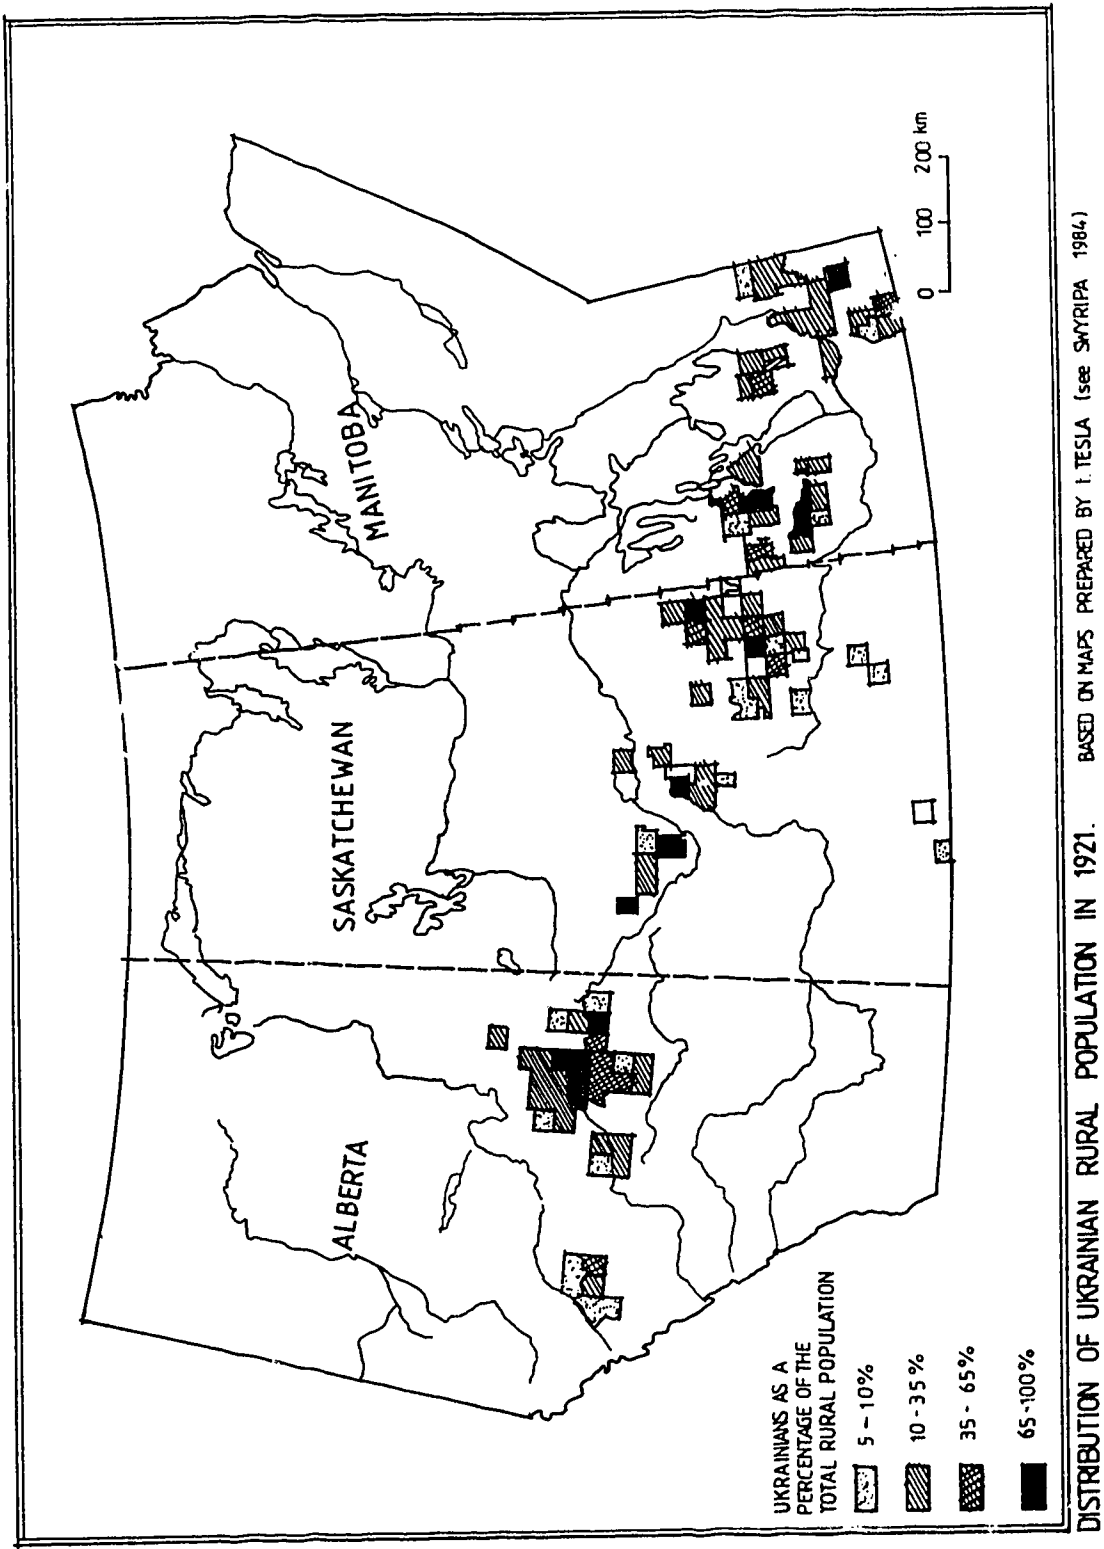 MANITOBA
SASKATCHEWAN
ALBERTA
0 100 200 km
UKRAINIANS AS A
PERCENTAGE OF THE
TOTAL RURAL POPULATION
5 - 10%
10 - 35%
35 - 65%
65 - 100%
DISTRIBUTION OF UKRAINIAN RURAL POPULATION IN 1921. BASED ON MAPS PREPARED BY I. TESLA (see SWYRIPA 1984)